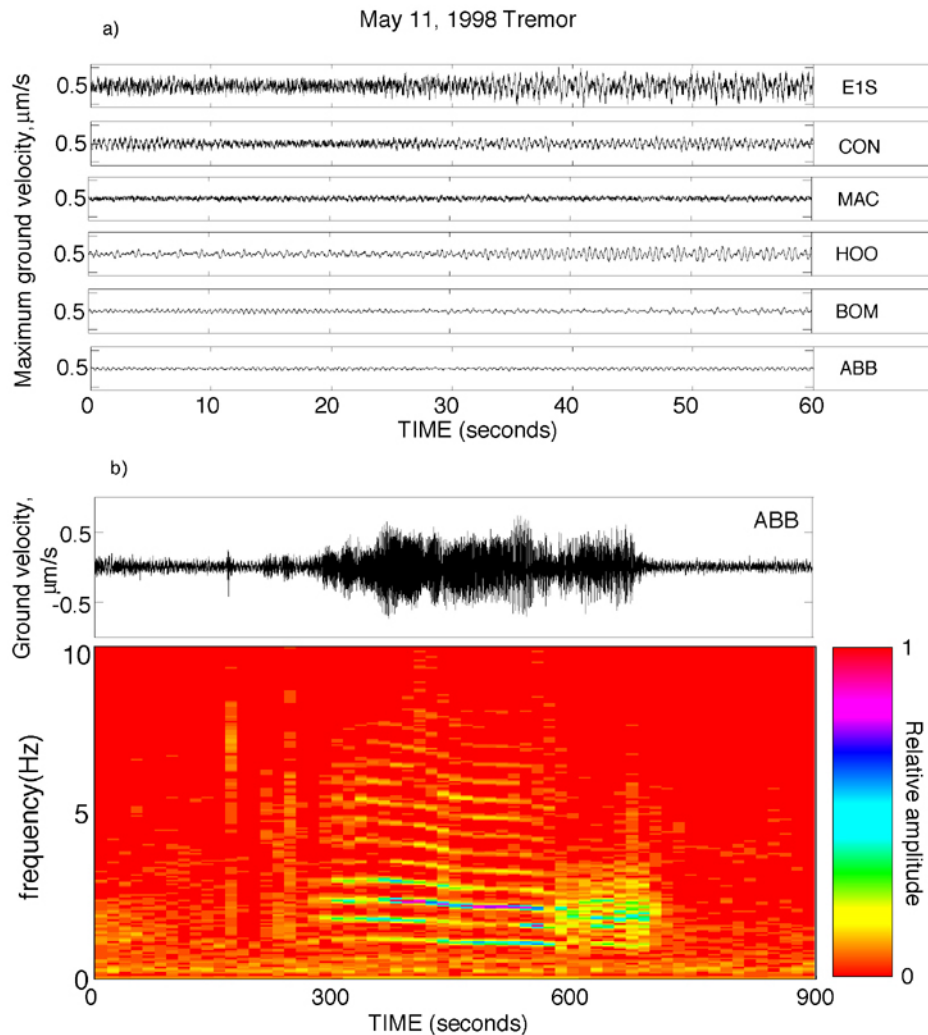 May 11, 1998 Tremor
a)
Maximum ground velocity, μm/s
0.5 E1S
0.5 CON
0.5 MAC
0.5 HOO
0.5 BOM
0.5 ABB
0 10 20 30 40 50 60
TIME (seconds)
b)
Ground velocity,
μm/s
0.5
-0.5
ABB
frequency(Hz)
10
5
0
0 300 600 900
TIME (seconds)
1
0
Relative amplitude